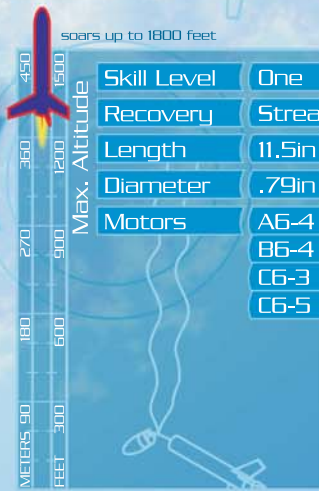 soars up to 1800 feet
Skill Level One
Recovery
Length 11.5in
Diameter .79in
Motors A6-4
B6-4
C6-3
C6-5
Max. Altitude
450 1500
360 1200
270 900
180 600
METERS 90
FEET 300